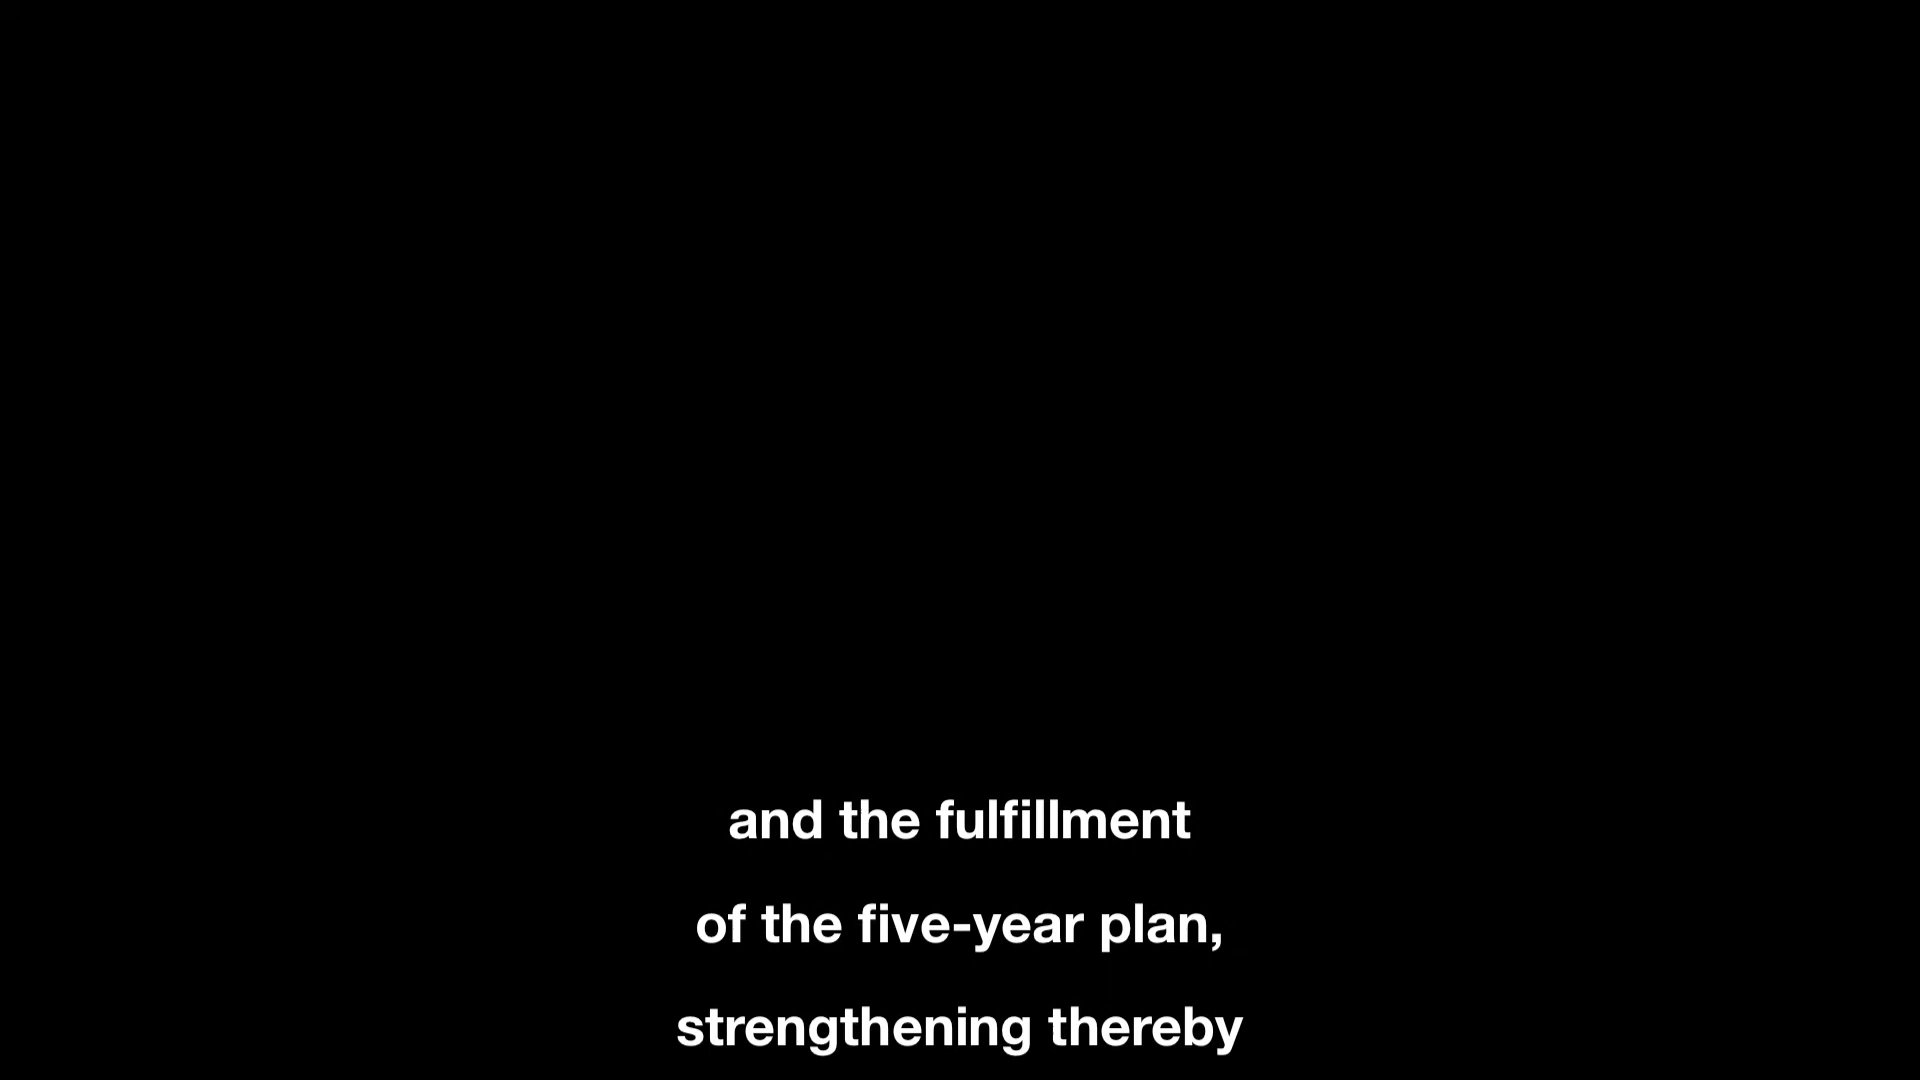 and the fulfillment
of the five-year plan,
strengthening thereby